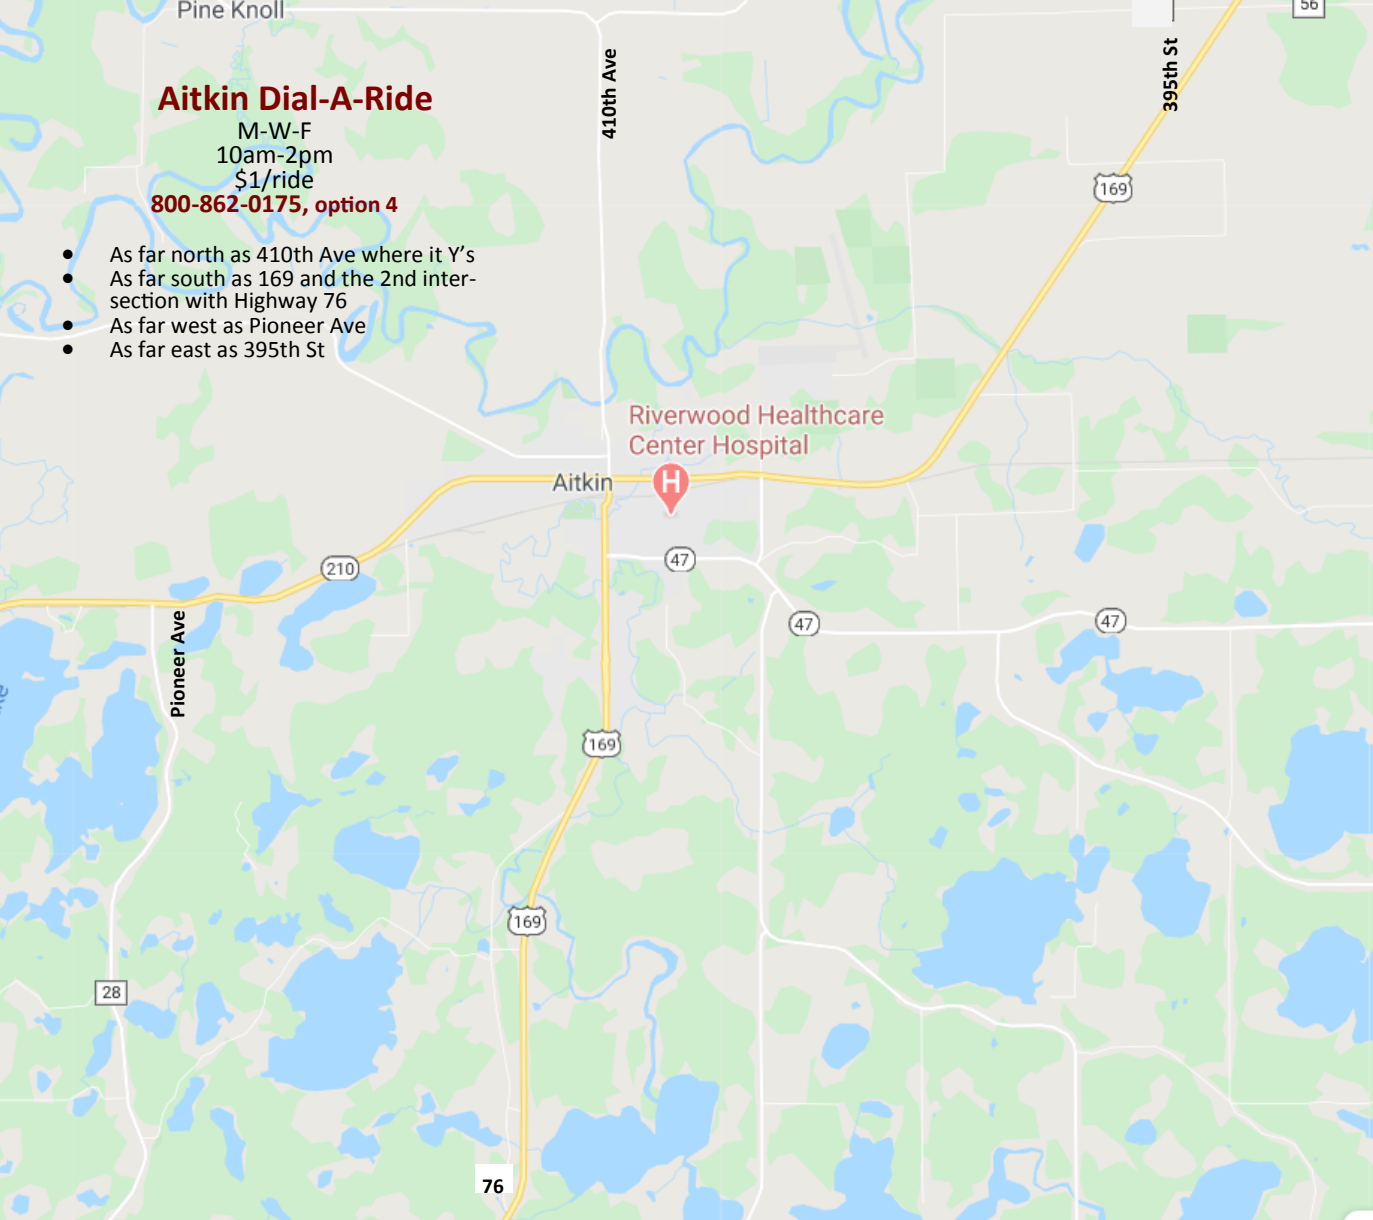 Pine Knoll
56
Aitkin Dial-A-Ride
M-W-F
10am-2pm
$1/ride
800-862-0175, option 4
• As far north as 410th Ave where it Y’s
• As far south as 169 and the 2nd inter-
section with Highway 76
• As far west as Pioneer Ave
• As far east as 395th St
410th Ave
395th St
169
Riverwood Healthcare
Center Hospital
Aitkin
H
210
47
47
47
Pioneer Ave
169
169
28
76